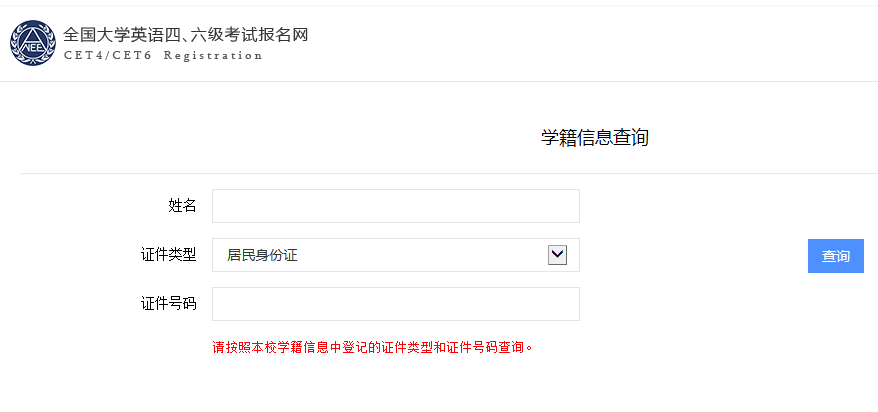 NEEA
全国大学英语四、六级考试报名网
CET4/CET6 Registration
学籍信息查询
姓名
证件类型 居民身份证 查询
证件号码
请按照本校学籍信息中登记的证件类型和证件号码查询。